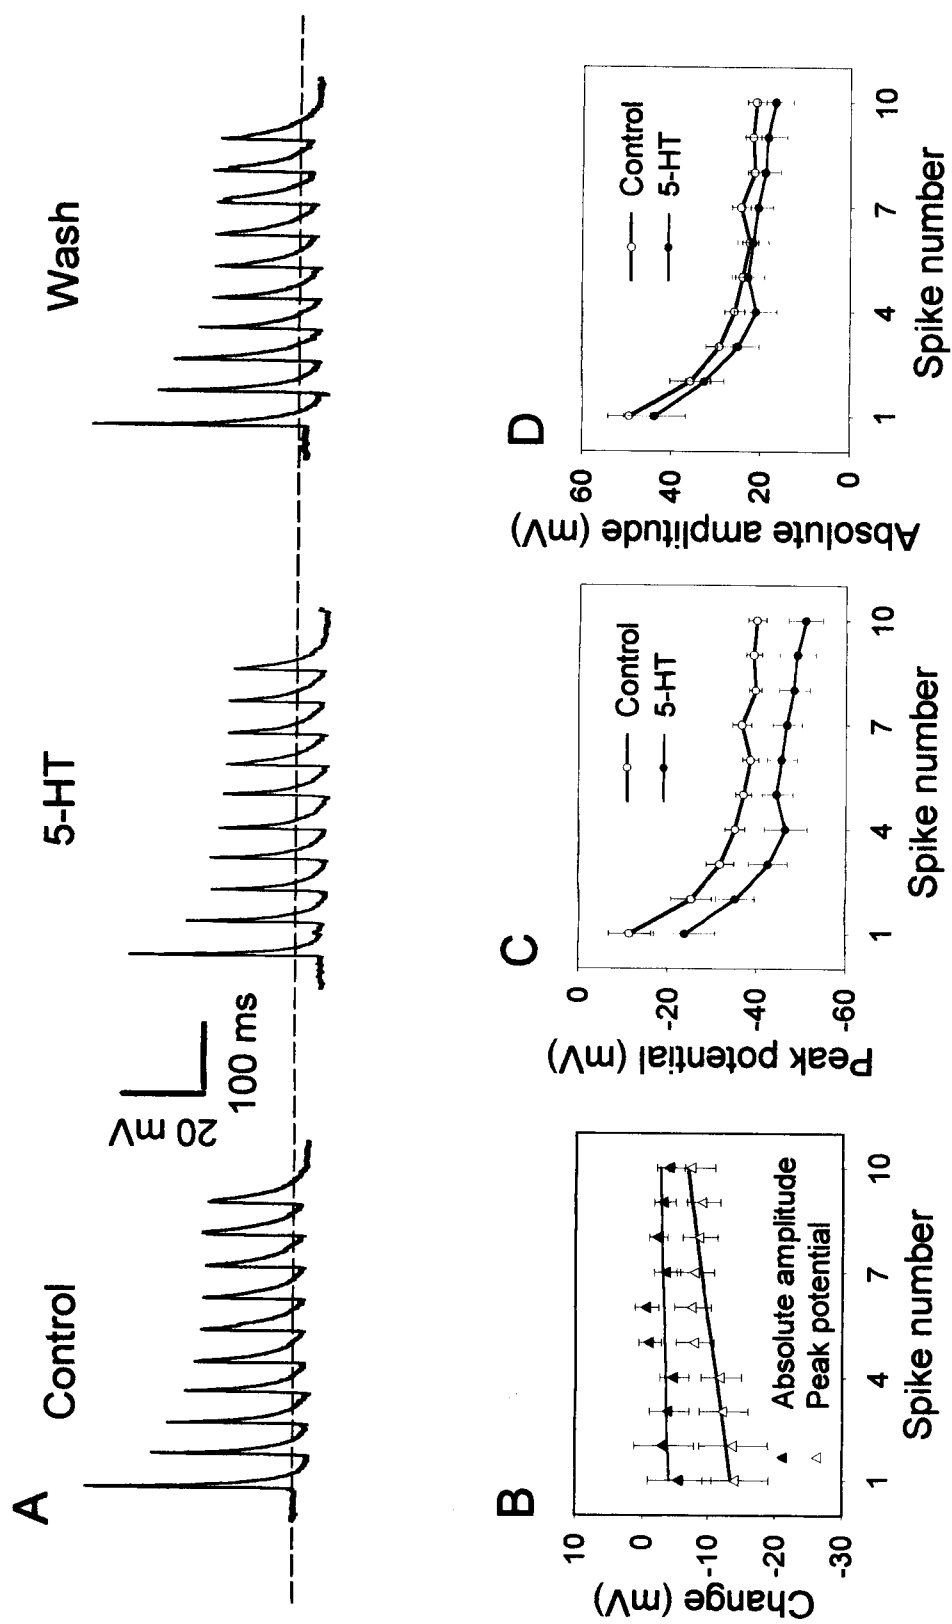 A
Control
5-HT
Wash
20 mV
100 ms
B
Change (mV)
10
0
-10
-20
-30
Absolute amplitude
Peak potential
1
4
7
10
Spike number
C
Peak potential (mV)
0
-20
-40
-60
Control
5-HT
1
4
7
10
Spike number
D
Absolute amplitude (mV)
60
40
20
0
Control
5-HT
1
4
7
10
Spike number